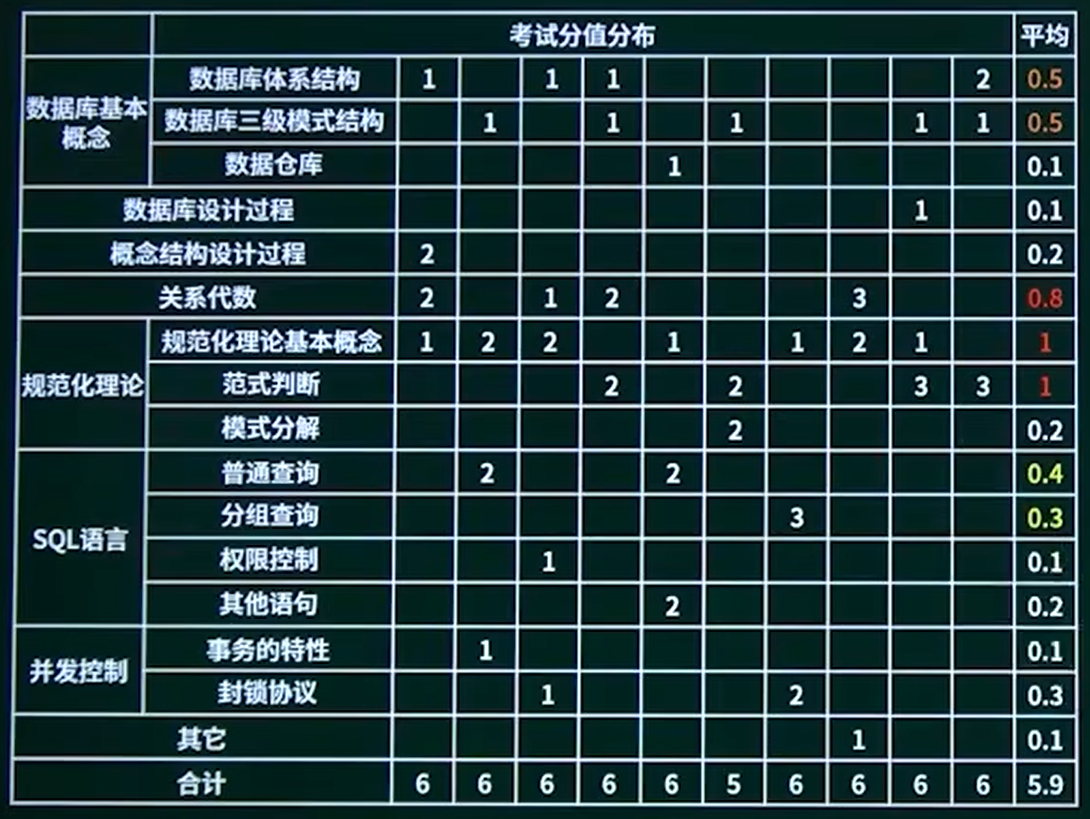 考试分值分布 平均
数据库基本概念 数据库体系结构 1 1 1 2 0.5
数据库三级模式结构 1 1 1 1 1 0.5
数据仓库 1 0.1
数据库设计过程 1 0.1
概念结构设计过程 2 0.2
关系代数 2 1 2 3 0.8
规范化理论 规范化理论基本概念 1 2 2 1 1 2 1 1
范式判断 2 2 3 3 1
模式分解 2 0.2
SQL语言 普通查询 2 2 0.4
分组查询 3 0.3
权限控制 1 0.1
其他语句 2 0.2
并发控制 事务的特性 1 0.1
封锁协议 1 2 0.3
其它 1 0.1
合计 6 6 6 6 6 5 6 6 6 6 5.9